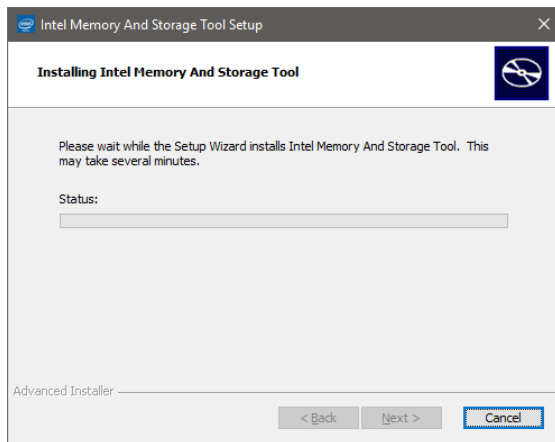 Intel Memory And Storage Tool Setup
Installing Intel Memory And Storage Tool
Please wait while the Setup Wizard installs Intel Memory And Storage Tool. This
may take several minutes.
Status:
Advanced Installer
< Back
Next >
Cancel